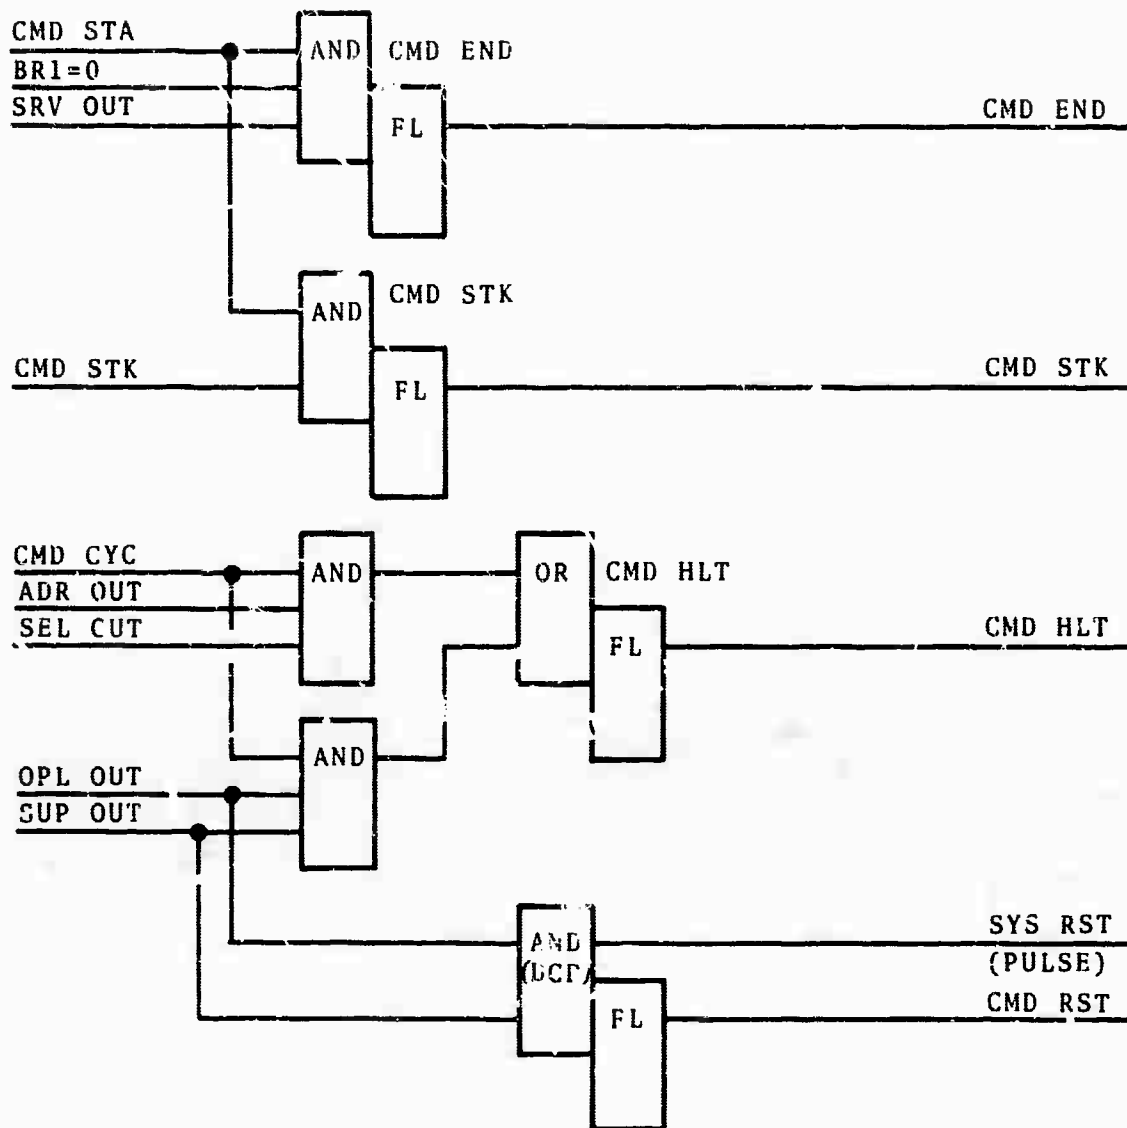 CMD STA
AND
CMD END
BR1=0
SRV OUT
FL
CMD END
AND
CMD STK
CMD STK
FL
CMD STK
CMD CYC
AND
OR
CMD HLT
ADR OUT
SEL CUT
FL
CMD HLT
AND
OPL OUT
SUP OUT
AND
SYS RST
(PULSE)
FL
CMD RST